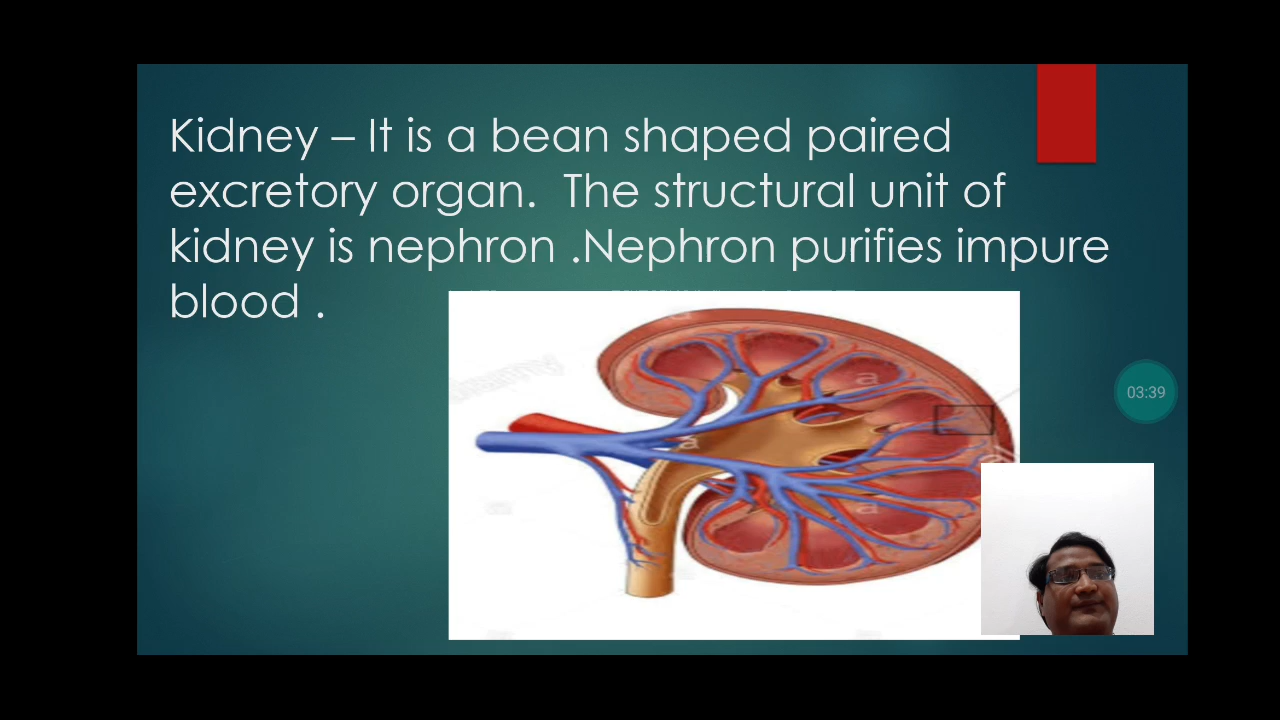 Kidney – It is a bean shaped paired
excretory organ.  The structural unit of
kidney is nephron .Nephron purifies impure
blood .
03:39